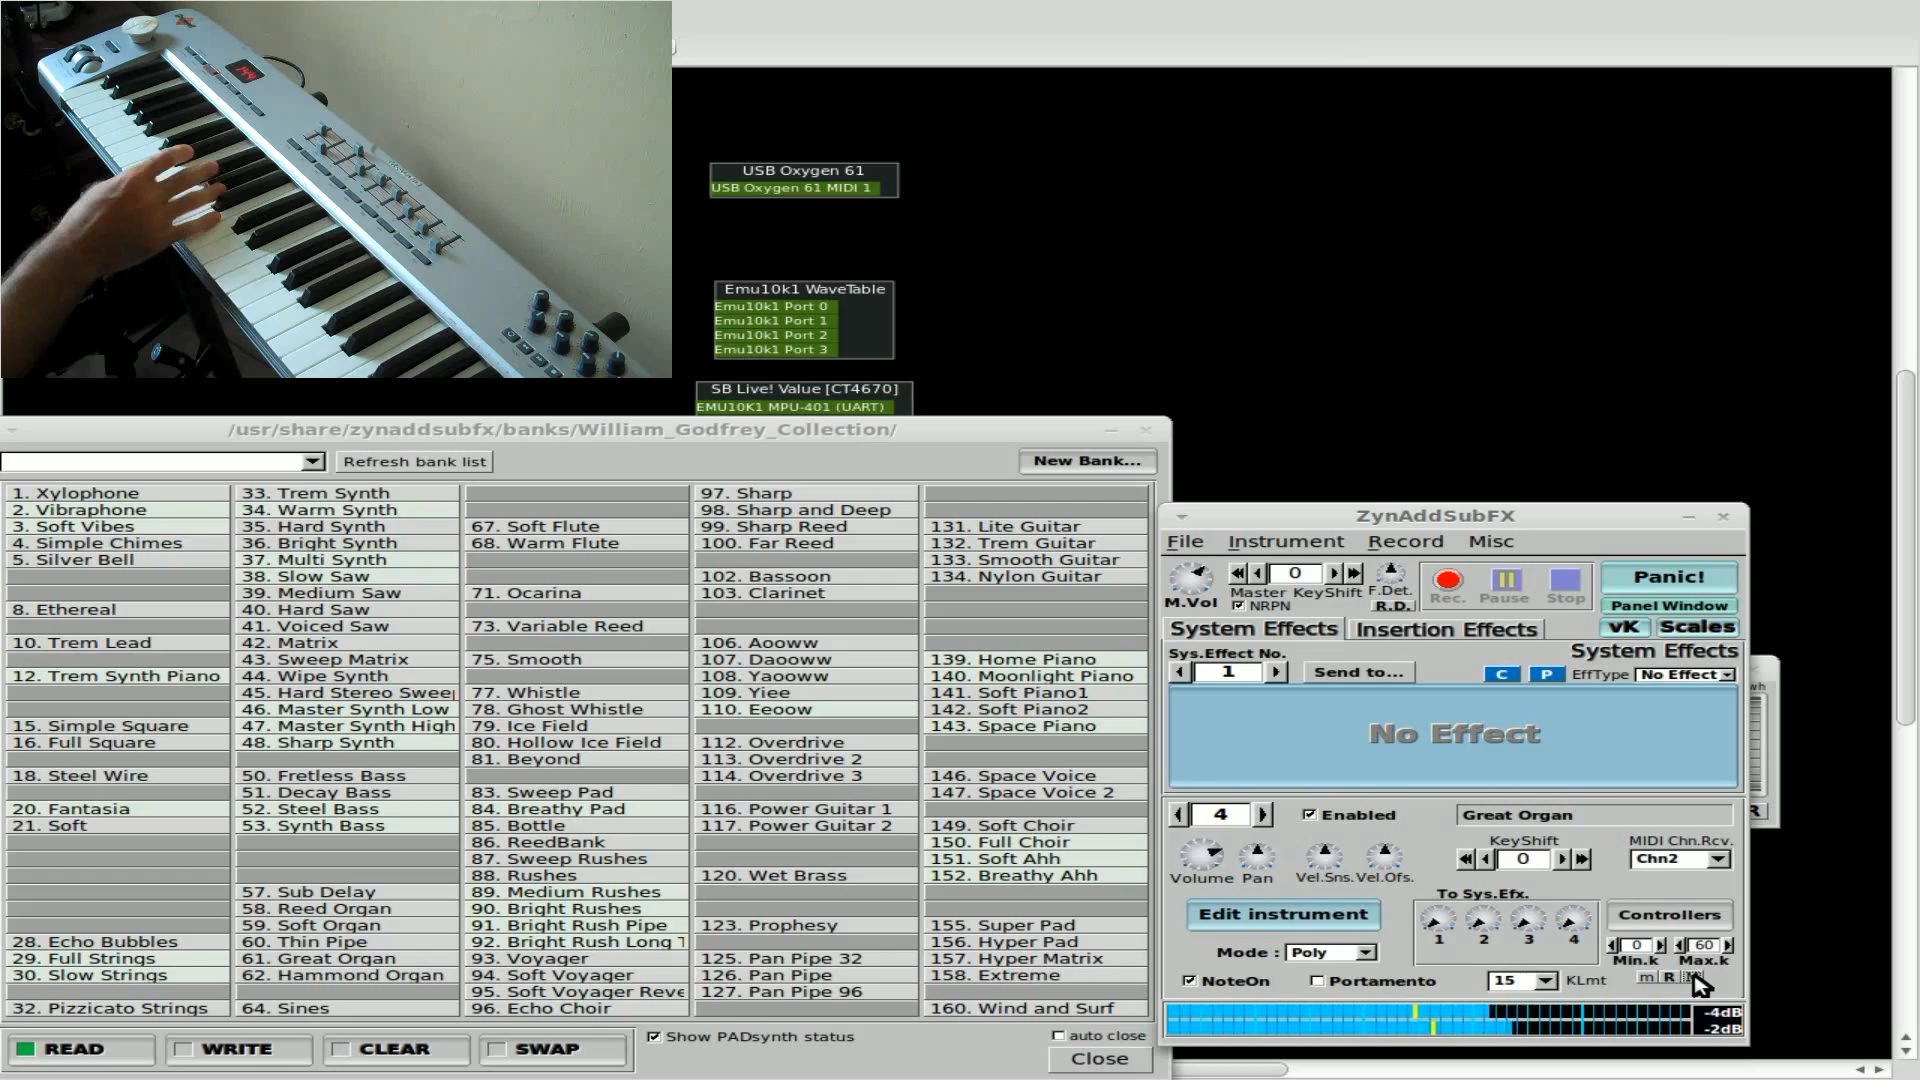 144
USB Oxygen 61
USB Oxygen 61 MIDI 1
Emu10k1 WaveTable
Emu10k1 Port 0
Emu10k1 Port 1
Emu10k1 Port 2
Emu10k1 Port 3
SB Live! Value [CT4670]
EMU10K1 MPU-401 (UART)
/usr/share/zynaddsubfx/banks/William_Godfrey_Collection/
Refresh bank list
New Bank...
1. Xylophone
2. Vibraphone
3. Soft Vibes
4. Simple Chimes
5. Silver Bell
8. Ethereal
10. Trem Lead
12. Trem Synth Piano
15. Simple Square
16. Full Square
18. Steel Wire
20. Fantasia
21. Soft
28. Echo Bubbles
29. Full Strings
30. Slow Strings
32. Pizzicato Strings
33. Trem Synth
34. Warm Synth
35. Hard Synth
36. Bright Synth
37. Multi Synth
38. Slow Saw
39. Medium Saw
40. Hard Saw
41. Voiced Saw
42. Matrix
43. Sweep Matrix
44. Wipe Synth
45. Hard Stereo Sweep
46. Master Synth Low
47. Master Synth High
48. Sharp Synth
50. Fretless Bass
51. Decay Bass
52. Steel Bass
53. Synth Bass
57. Sub Delay
58. Reed Organ
59. Soft Organ
60. Thin Pipe
61. Great Organ
62. Hammond Organ
64. Sines
67. Soft Flute
68. Warm Flute
71. Ocarina
73. Variable Reed
75. Smooth
77. Whistle
78. Ghost Whistle
79. Ice Field
80. Hollow Ice Field
81. Beyond
83. Sweep Pad
84. Breathy Pad
85. Bottle
86. ReedBank
87. Sweep Rushes
88. Rushes
89. Medium Rushes
90. Bright Rushes
91. Bright Rush Pipe
92. Bright Rush Long T
93. Voyager
94. Soft Voyager
95. Soft Voyager Reve
96. Echo Choir
97. Sharp
98. Sharp and Deep
99. Sharp Reed
100. Far Reed
102. Bassoon
103. Clarinet
106. Aooww
107. Daooww
108. Yaooww
109. Yiee
110. Eeoow
112. Overdrive
113. Overdrive 2
114. Overdrive 3
116. Power Guitar 1
117. Power Guitar 2
120. Wet Brass
123. Prophesy
125. Pan Pipe 32
126. Pan Pipe
127. Pan Pipe 96
131. Lite Guitar
132. Trem Guitar
133. Smooth Guitar
134. Nylon Guitar
139. Home Piano
140. Moonlight Piano
141. Soft Piano1
142. Soft Piano2
143. Space Piano
146. Space Voice
147. Space Voice 2
149. Soft Choir
150. Full Choir
151. Soft Ahh
152. Breathy Ahh
155. Super Pad
156. Hyper Pad
157. Hyper Matrix
158. Extreme
160. Wind and Surf
READ
WRITE
CLEAR
SWAP
Show PADsynth status
auto close
Close
ZynAddSubFX
File Instrument Record Misc
M.Vol
0
Master KeyShift
NRPN
F.Det.
R.D.
Rec. Pause Stop
Panic!
Panel Window
vK Scales
System Effects Insertion Effects
System Effects
Sys.Effect No.
1
Send to...
C P EffType No Effect
No Effect
4
Enabled
Great Organ
Volume Pan Vel.Sns. Vel.Ofs.
KeyShift
0
MIDI Chn.Rcv.
Chn2
Edit instrument
To Sys.Efx.
1 2 3 4
Controllers
0 60
Min.k Max.k
m R
Mode : Poly
NoteOn
Portamento
15 KLmt
-4dB
-2dB
R